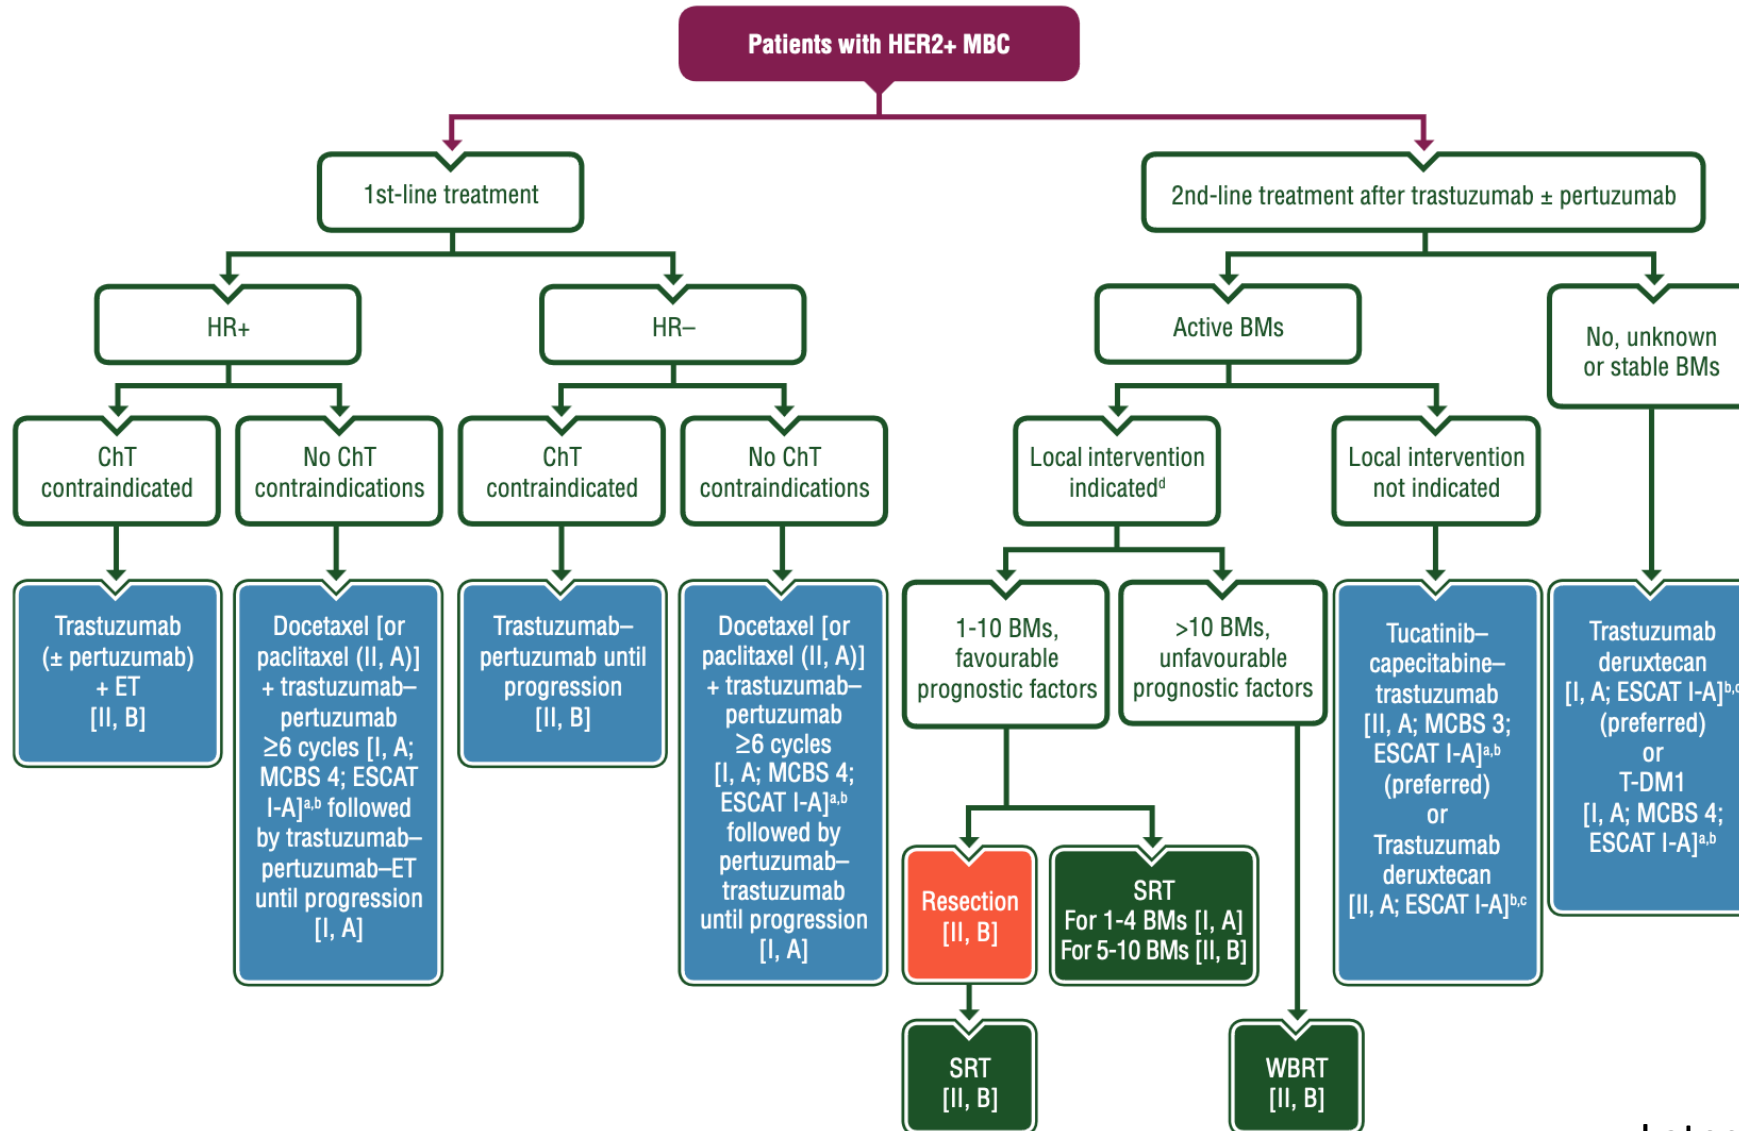 Patients with HER2+ MBC
1st-line treatment
2nd-line treatment after trastuzumab ± pertuzumab
HR+
HR–
Active BMs
No, unknown
or stable BMs
ChT
contraindicated
No ChT
contraindications
ChT
contraindicated
No ChT
contraindications
Local intervention
indicatedᵈ
Local intervention
not indicated
Trastuzumab
(± pertuzumab)
+ ET
[II, B]
Docetaxel [or
paclitaxel (II, A)]
+ trastuzumab–
pertuzumab
≥6 cycles [I, A;
MCBS 4; ESCAT
I-A]ᵃ,ᵇ followed
by trastuzumab–
pertuzumab–ET
until progression
[I, A]
Trastuzumab–
pertuzumab until
progression
[II, B]
Docetaxel [or
paclitaxel (II, A)]
+ trastuzumab–
pertuzumab
≥6 cycles
[I, A; MCBS 4;
ESCAT I-A]ᵃ,ᵇ
followed by
pertuzumab–
trastuzumab
until progression
[I, A]
1-10 BMs,
favourable
prognostic factors
>10 BMs,
unfavourable
prognostic factors
Tucatinib–
capecitabine–
trastuzumab
[II, A; MCBS 3;
ESCAT I-A]ᵃ,ᵇ
(preferred)
or
Trastuzumab
deruxtecan
[II, A; ESCAT I-A]ᵇ,ᶜ
Trastuzumab
deruxtecan
[I, A; ESCAT I-A]ᵇ,ᶜ
(preferred)
or
T-DM1
[I, A; MCBS 4;
ESCAT I-A]ᵃ,ᵇ
Resection
[II, B]
SRT
For 1-4 BMs [I, A]
For 5-10 BMs [II, B]
SRT
[II, B]
WBRT
[II, B]